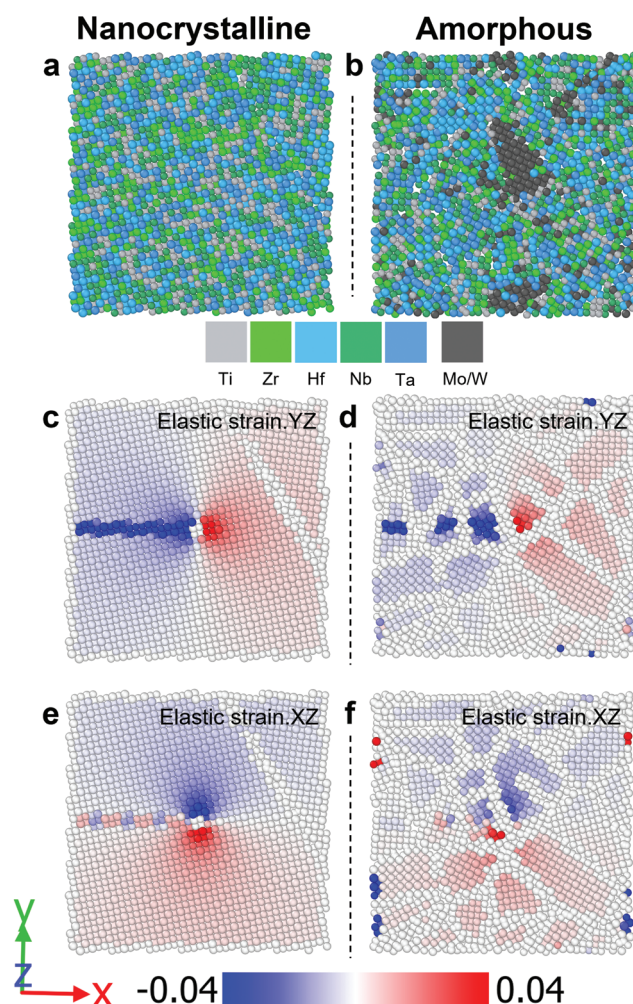 Nanocrystalline Amorphous
a b
Ti Zr Hf Nb Ta Mo/W
c Elastic strain.YZ d Elastic strain.YZ
e Elastic strain.XZ f Elastic strain.XZ
y
z x
-0.04 0.04